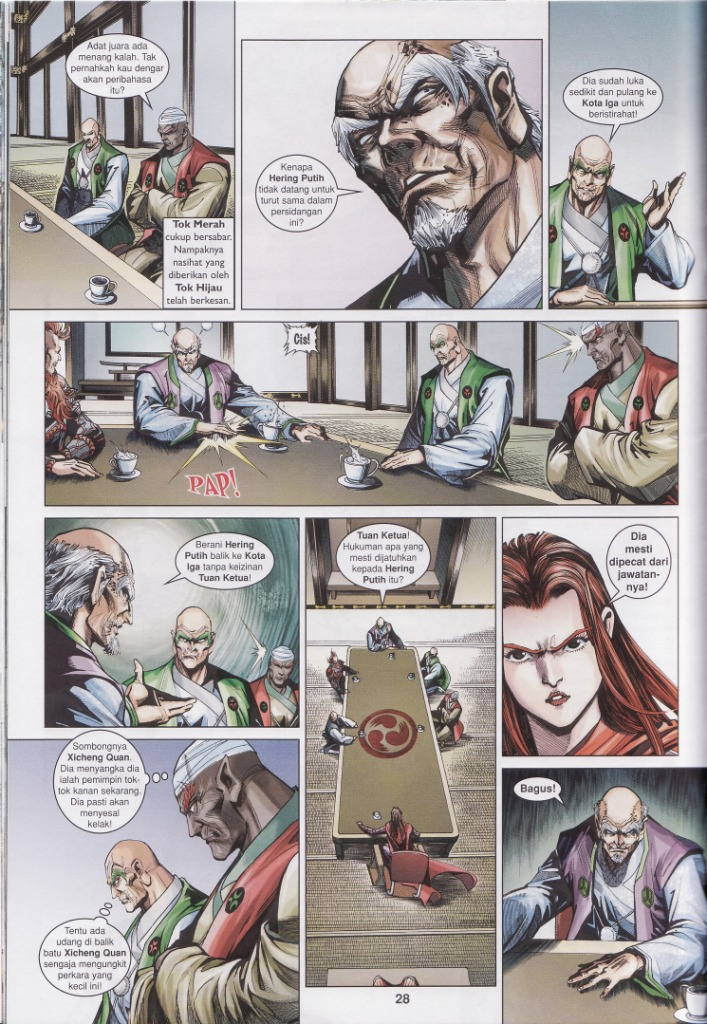 Adat juara ada
menang kalah. Tak
pernahkah kau dengar
akan peribahasa
itu?
Tok Merah
cukup bersabar.
Nampaknya
nasihat yang
diberikan oleh
Tok Hijau
telah berkesan.
Kenapa
Hering Putih
tidak datang untuk
turut sama dalam
persidangan
ini?
Dia sudah luka
sedikit dan pulang ke
Kota Iga untuk
beristirahat!
Cis!
PAP!
Berani Hering
Putih balik ke Kota
Iga tanpa keizinan
Tuan Ketua!
Tuan Ketua!
Hukuman apa yang
mesti dijatuhkan
kepada Hering
Putih itu?
Dia
mesti
dipecat dari
jawatan-
nya!
Sombongnya
Xicheng Quan.
Dia menyangka dia
ialah pemimpin tok-
tok kanan sekarang.
Dia pasti akan
menyesal
kelak!
Tentu ada
udang di balik
batu Xicheng Quan
sengaja mengungkit
perkara yang
kecil ini!
Bagus!
28